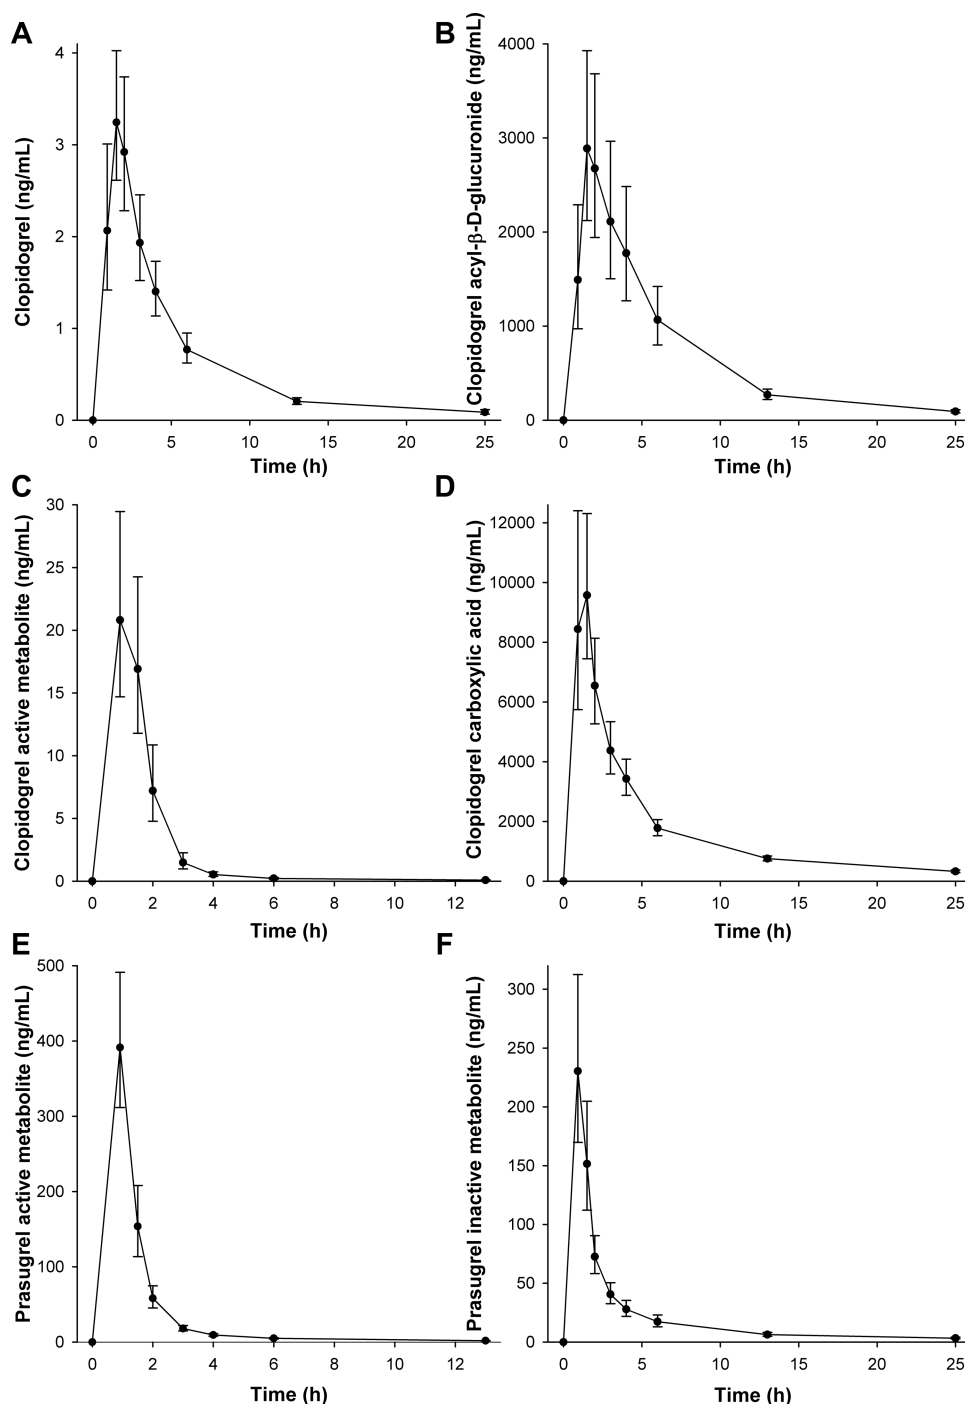 A
Clopidogrel (ng/mL)
4
3
2
1
0
0 5 10 15 20 25
Time (h)
B
Clopidogrel acyl-β-D-glucuronide (ng/mL)
4000
3000
2000
1000
0
0 5 10 15 20 25
Time (h)
C
Clopidogrel active metabolite (ng/mL)
30
25
20
15
10
5
0
0 2 4 6 8 10 12
Time (h)
D
Clopidogrel carboxylic acid (ng/mL)
12000
10000
8000
6000
4000
2000
0
0 5 10 15 20 25
Time (h)
E
Prasugrel active metabolite (ng/mL)
500
400
300
200
100
0
0 2 4 6 8 10 12
Time (h)
F
Prasugrel inactive metabolite (ng/mL)
300
250
200
150
100
50
0
0 5 10 15 20 25
Time (h)